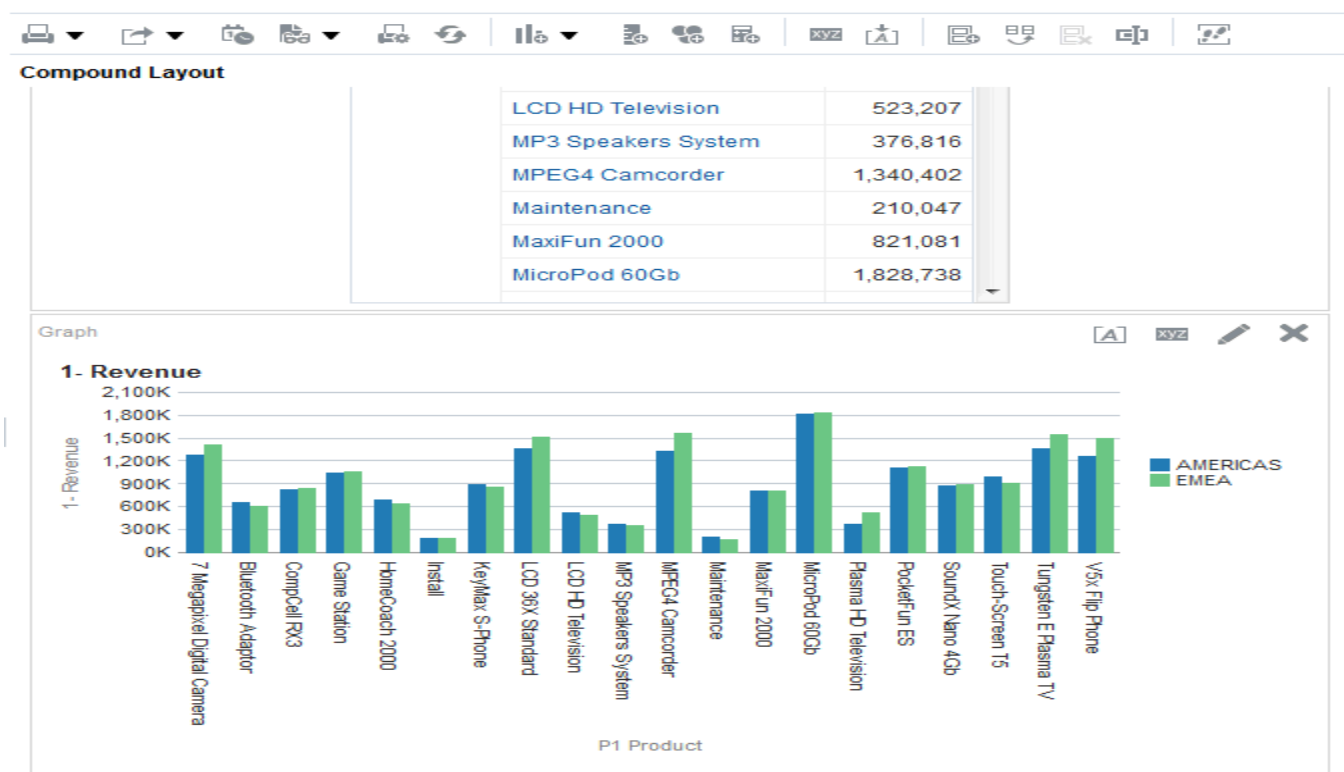 xyz A
Compound Layout
LCD HD Television 523,207
MP3 Speakers System 376,816
MPEG4 Camcorder 1,340,402
Maintenance 210,047
MaxiFun 2000 821,081
MicroPod 60Gb 1,828,738
Graph
A xyz
1- Revenue
2,100K
1,800K
1,500K
1,200K
900K
600K
300K
0K
1- Revenue
AMERICAS
EMEA
7 Megapixel Digital Camera
Bluetooth Adaptor
CompCell RX3
Game Station
HomeCoach 2000
Install
KeyMax S-Phone
LCD 36X Standard
LCD HD Television
MP3 Speakers System
MPEG4 Camcorder
Maintenance
MaxiFun 2000
MicroPod 60Gb
Plasma HD Television
PocketFun ES
SoundX Nano 4Gb
Touch-Screen T5
Tungsten E Plasma TV
V5x Flip Phone
P1 Product